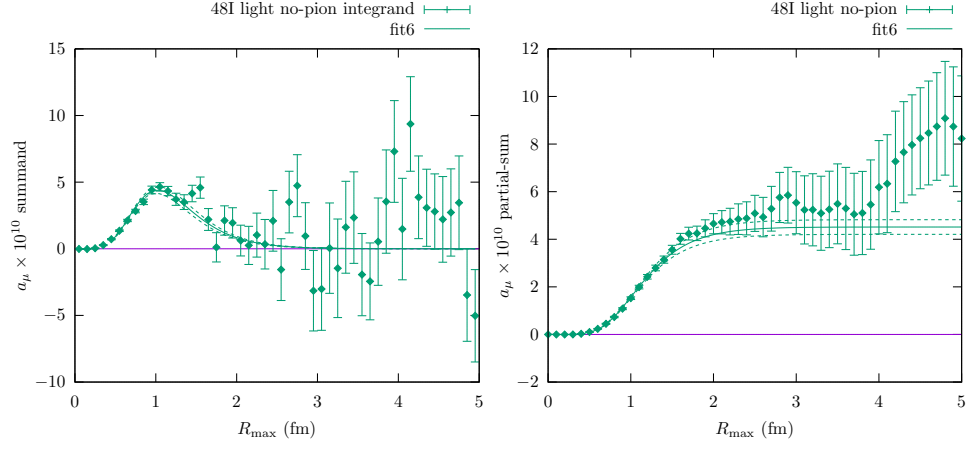 48I light no-pion integrand
fit6
15
10
5
0
−5
−10
0 1 2 3 4 5
a_μ × 10^10 summand
R_max (fm)
48I light no-pion
fit6
12
10
8
6
4
2
0
−2
0 1 2 3 4 5
a_μ × 10^10 partial-sum
R_max (fm)